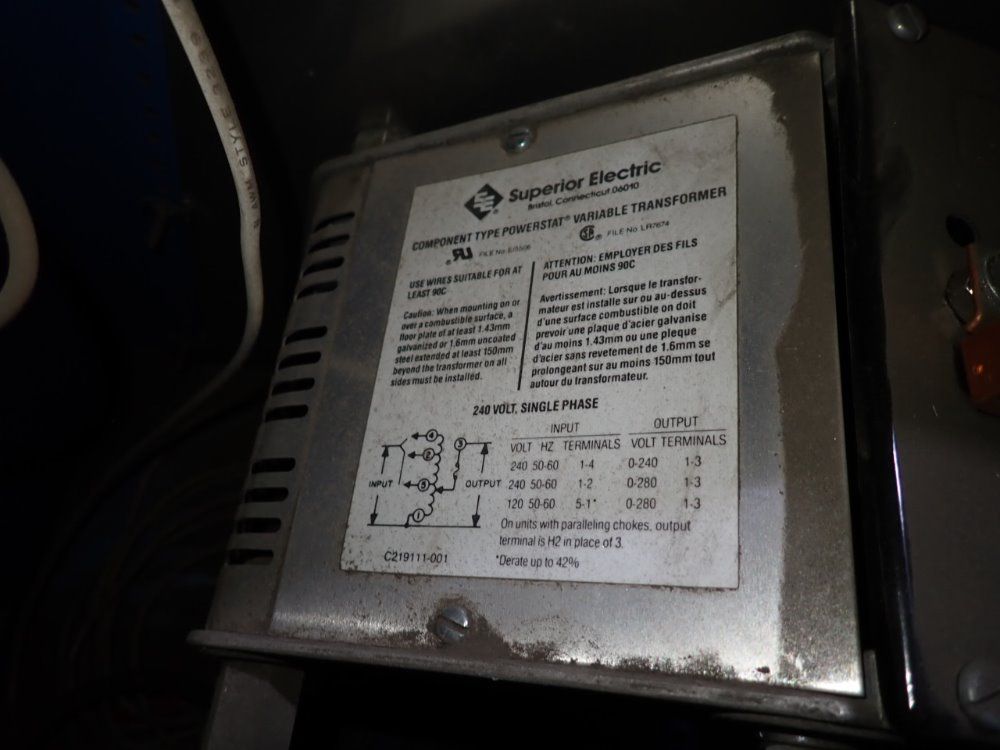 AWM STYLE
Superior Electric
Bristol, Connecticut 06010
COMPONENT TYPE POWERSTAT® VARIABLE TRANSFORMER
FILE No.
FILE No. LR7674
USE WIRES SUITABLE FOR AT
LEAST 90C
Caution: When mounting on or
over a combustible surface, a
floor plate of at least 1.43mm
galvanized or 1.6mm uncoated
steel extended at least 150mm
beyond the transformer on all
sides must be installed.
ATTENTION: EMPLOYER DES FILS
POUR AU MOINS 90C
Avertissement: Lorsque le transfor-
mateur est installe sur ou au-dessus
d'une surface combustible on doit
prevoir une plaque d'acier galvanise
d'au moins 1.43mm ou une pleque
d'acier sans revetement de 1.6mm se
prolongeant sur au moins 150mm tout
autour du transformateur.
240 VOLT, SINGLE PHASE
INPUT OUTPUT
VOLT HZ TERMINALS VOLT TERMINALS
240 50-60 1-4 0-240 1-3
240 50-60 1-2 0-280 1-3
120 50-60 5-1* 0-280 1-3
On units with paralleling chokes, output
terminal is H2 in place of 3.
*Derate up to 42%
4
3
2
INPUT
5
OUTPUT
1
C219111-001